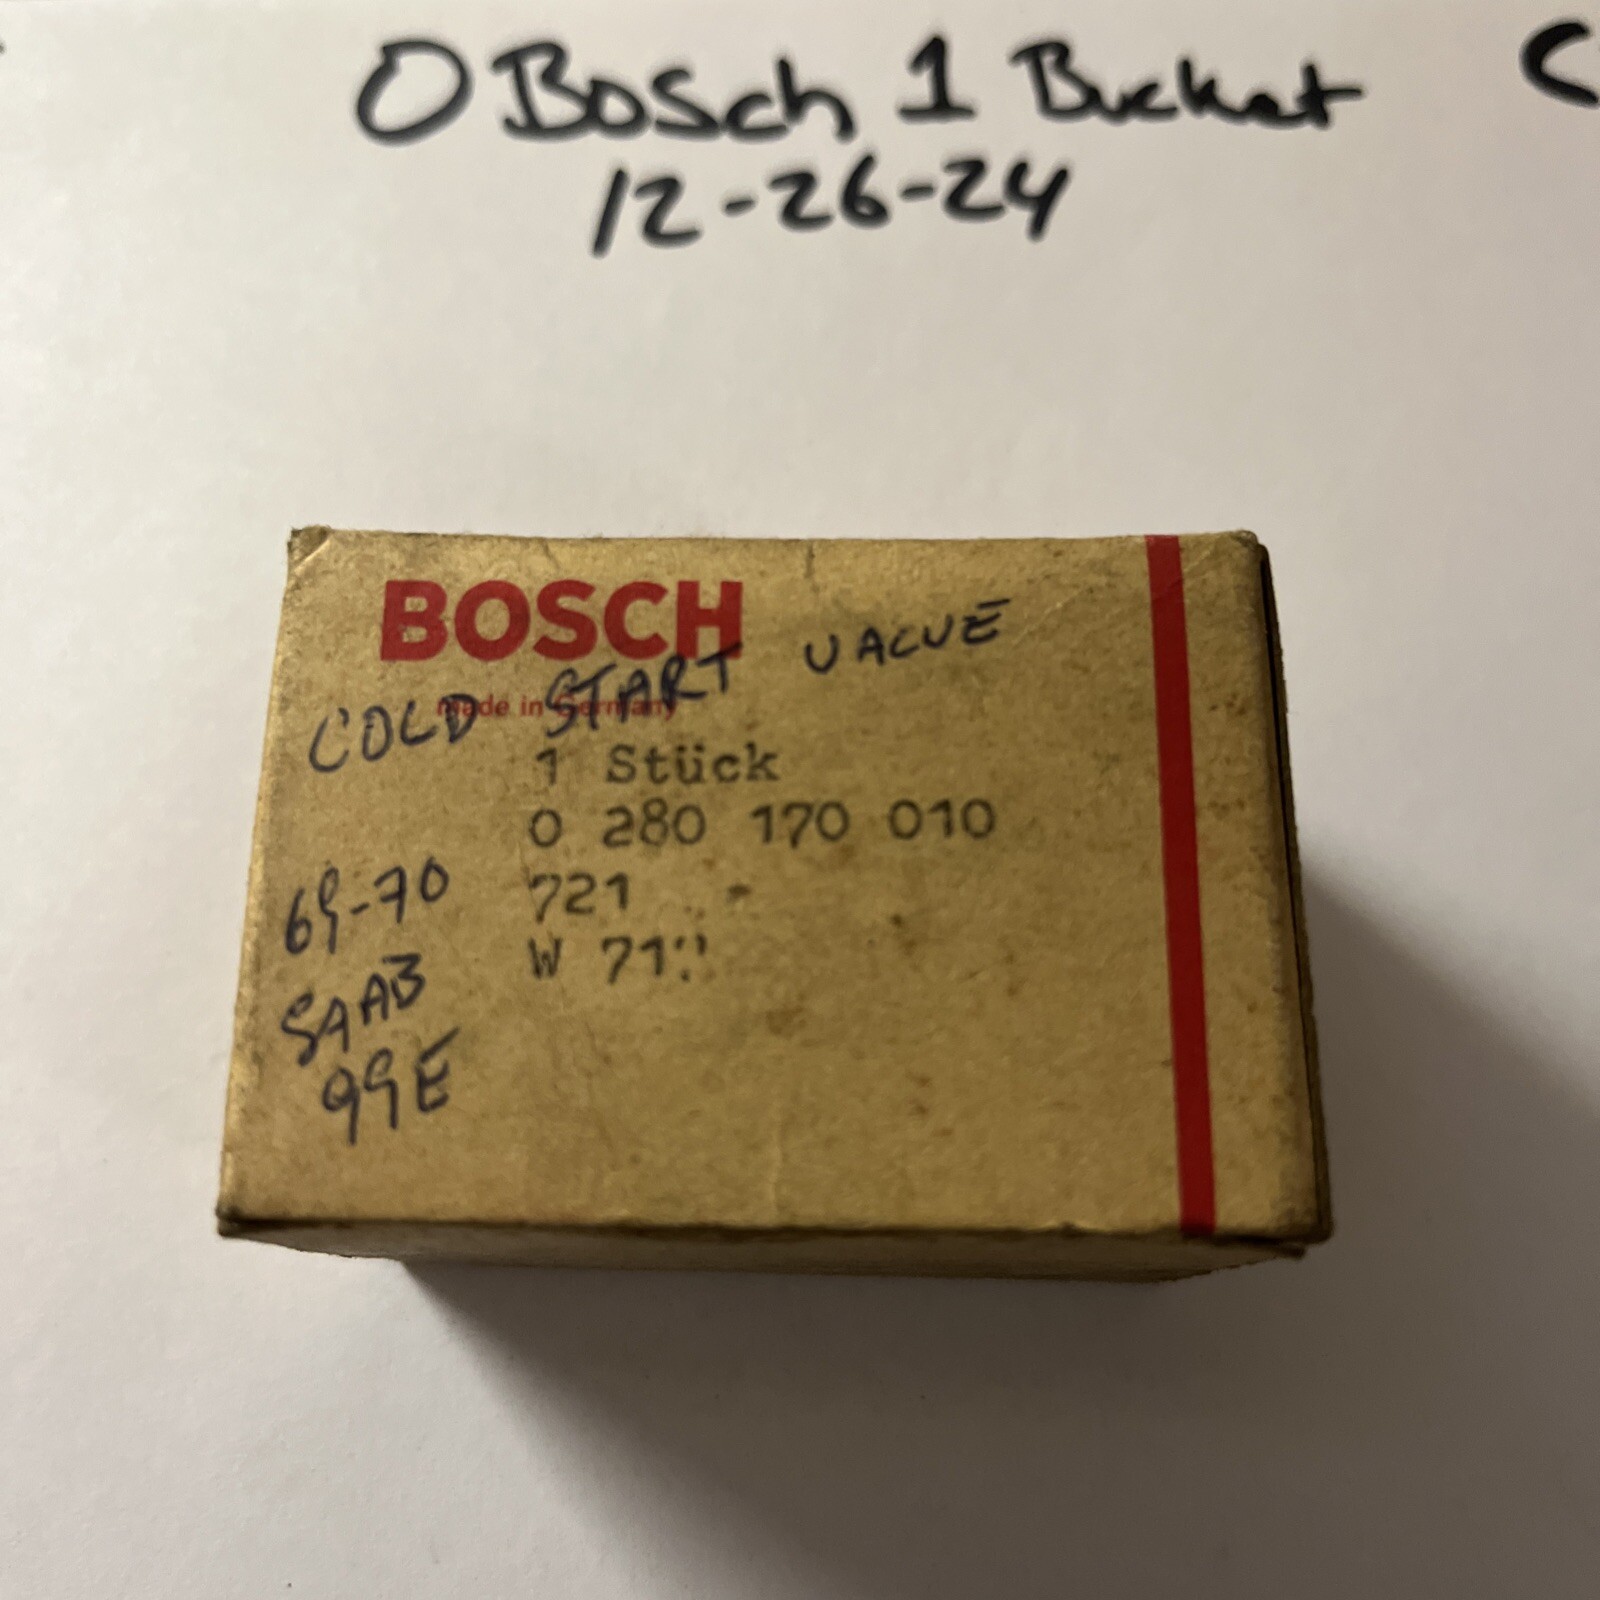 O Bosch 1 Bucket
12-26-24
BOSCH
COLD START VALVE
made in Germany
1 Stück
0 280 170 010
721
W
69-70
SAAB
99E